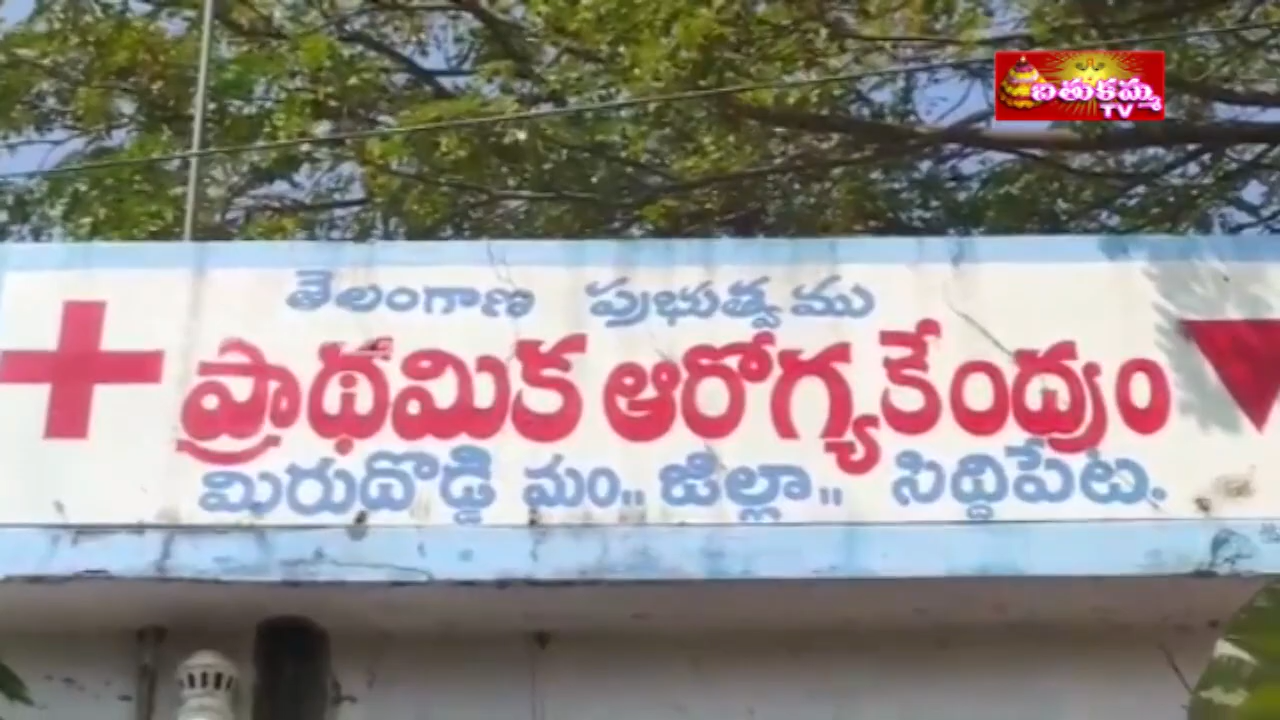 బతుకమ్మ
TV
తెలంగాణ ప్రభుత్వము
ప్రాథమిక ఆరోగ్య కేంద్రం
మిరుదొడ్డి మం.. జిల్లా.. సిద్దిపేట.